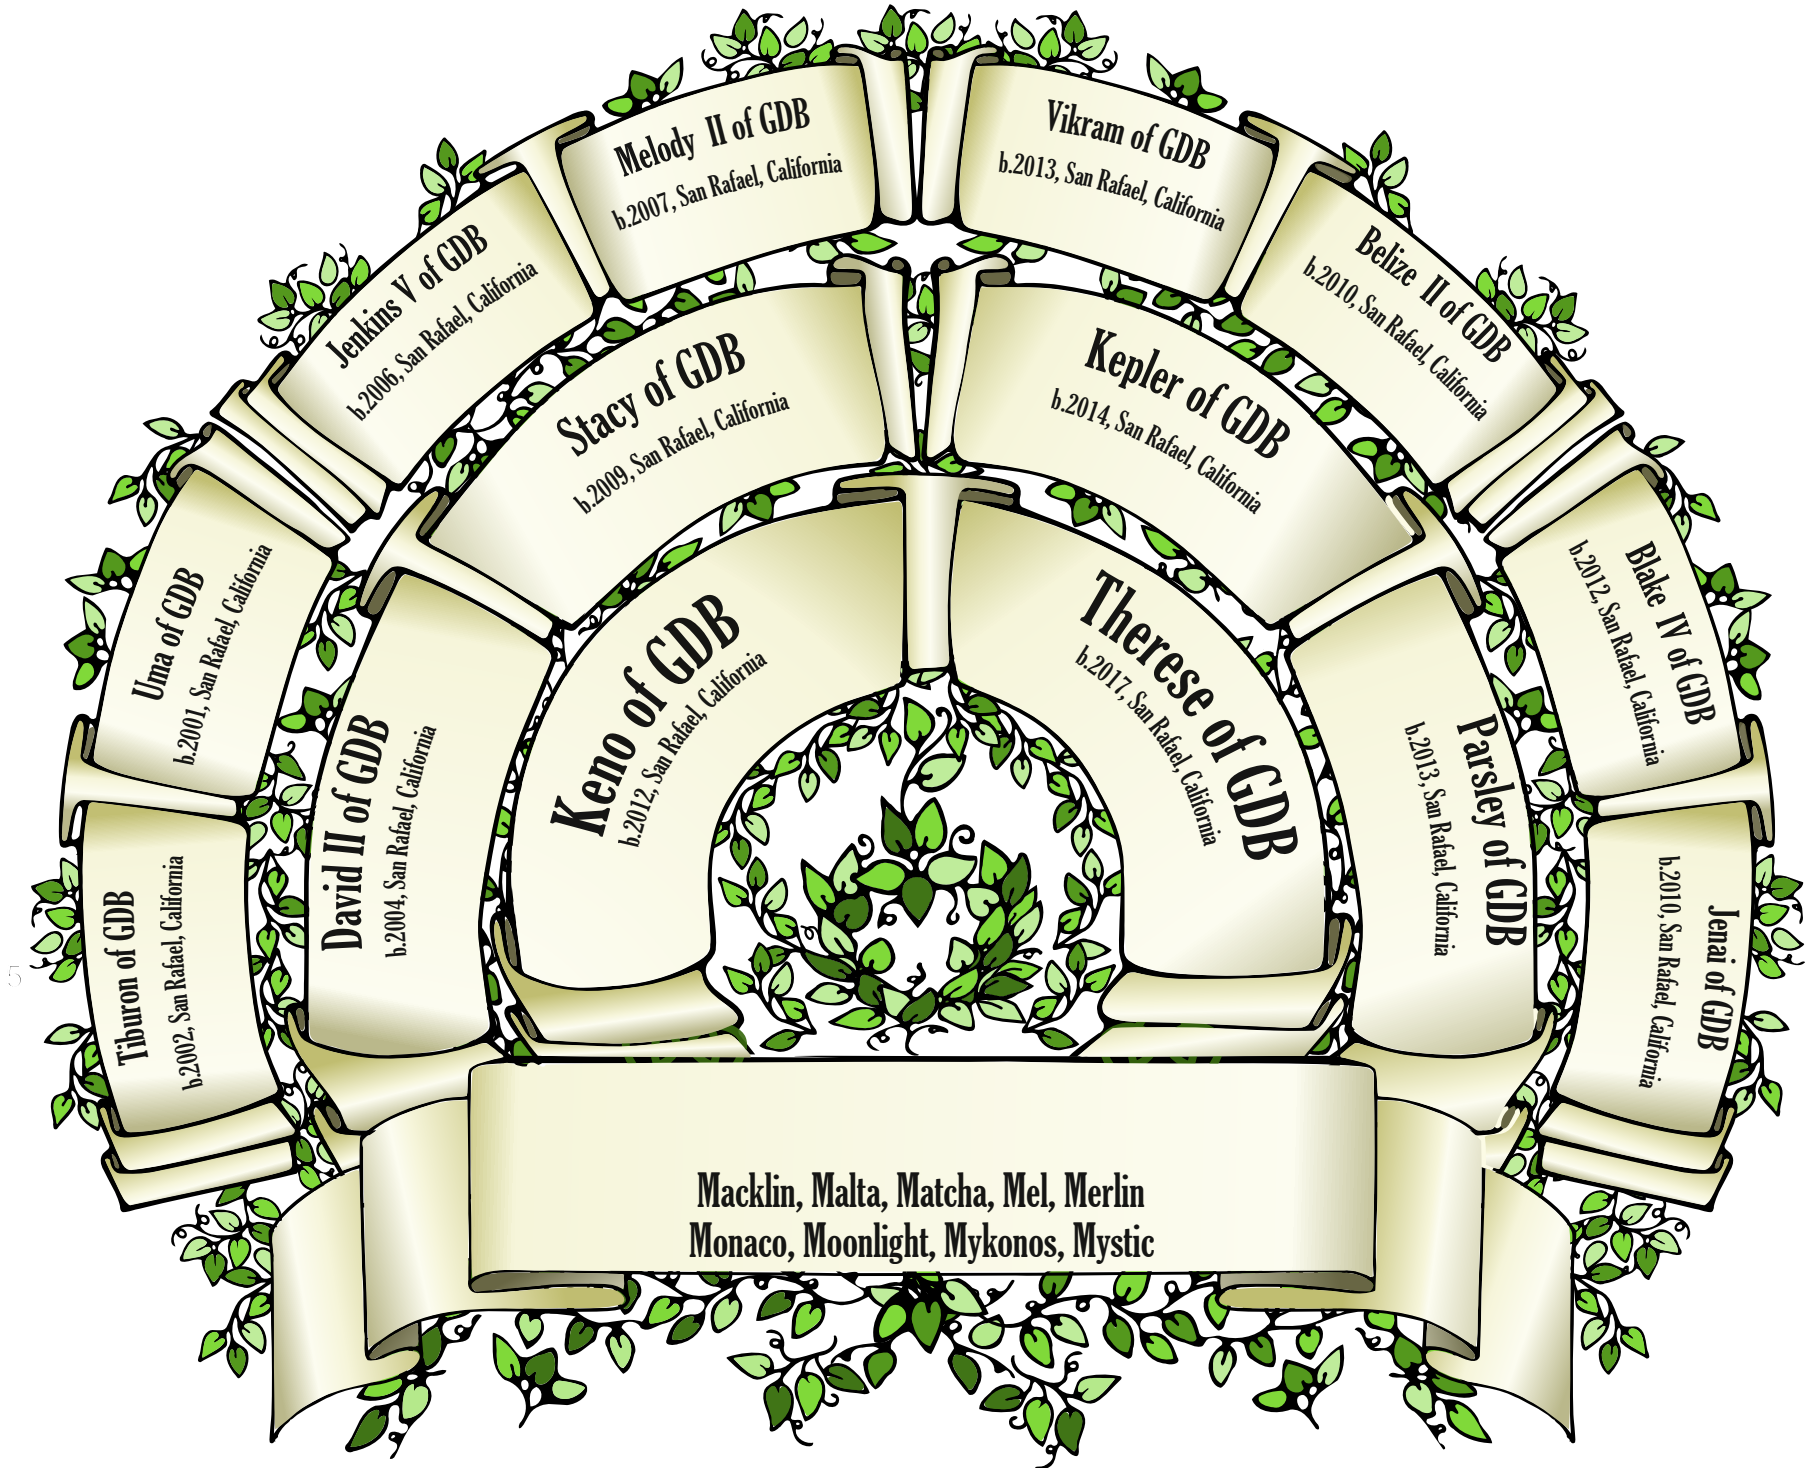 Melody II of GDB
b.2007, San Rafael, California
Vikram of GDB
b.2013, San Rafael, California
Jenkins V of GDB
b.2006, San Rafael, California
Belize II of GDB
b.2010, San Rafael, California
Stacy of GDB
b.2009, San Rafael, California
Kepler of GDB
b.2014, San Rafael, California
Uma of GDB
b.2001, San Rafael, California
Blake IV of GDB
b.2012, San Rafael, California
Keno of GDB
b.2012, San Rafael, California
Therese of GDB
b.2017, San Rafael, California
David II of GDB
b.2004, San Rafael, California
Parsley of GDB
b.2013, San Rafael, California
Tiburon of GDB
b.2002, San Rafael, California
Jenai of GDB
b.2010, San Rafael, California
5
Macklin, Malta, Matcha, Mel, Merlin
Monaco, Moonlight, Mykonos, Mystic